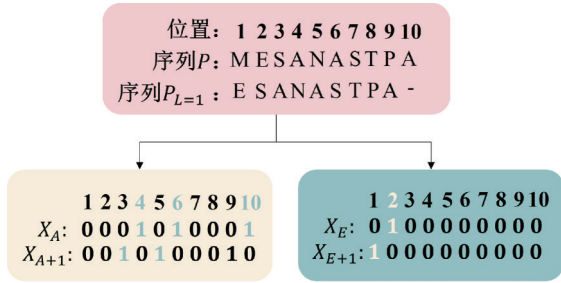 位置: 1 2 3 4 5 6 7 8 9 10
序列P: M E S A N A S T P A
序列P_{L=1}: E S A N A S T P A -
1 2 3 4 5 6 7 8 9 10
X_A: 0 0 0 1 0 1 0 0 0 1
X_{A+1}: 0 0 1 0 1 0 0 0 1 0
1 2 3 4 5 6 7 8 9 10
X_E: 0 1 0 0 0 0 0 0 0 0
X_{E+1}: 1 0 0 0 0 0 0 0 0 0